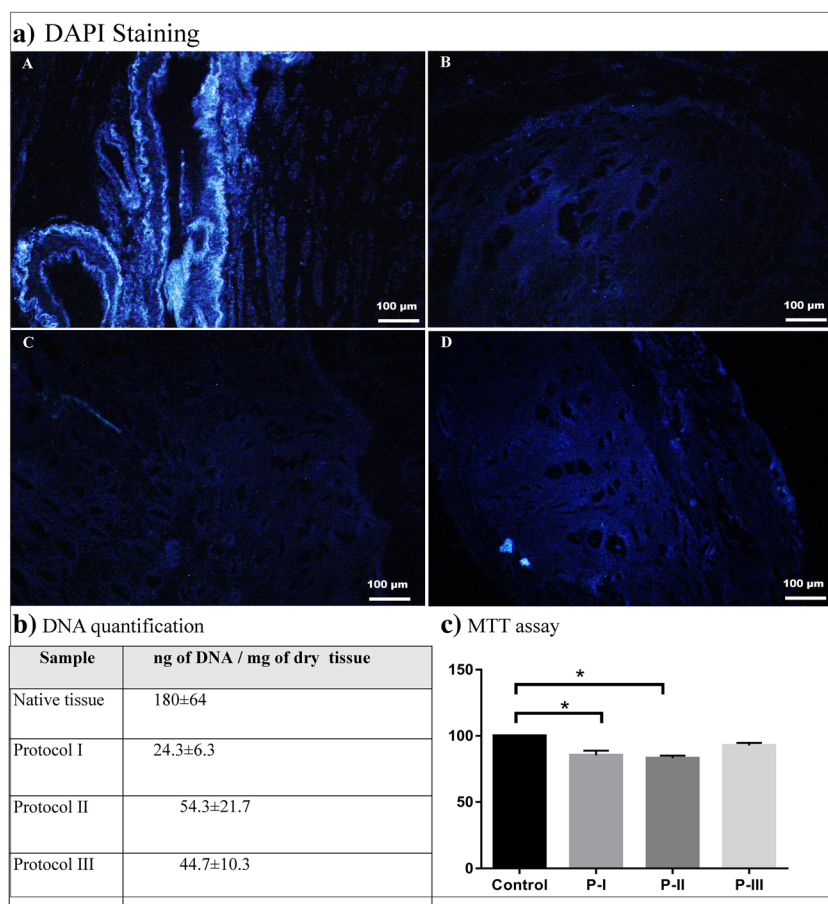 a) DAPI Staining
A
B
100 µm
100 µm
C
D
100 µm
100 µm
b) DNA quantification
Sample ng of DNA / mg of dry tissue
Native tissue 180±64
Protocol I 24.3±6.3
Protocol II 54.3±21.7
Protocol III 44.7±10.3
c) MTT assay
150
100
50
0
*
*
Control P-I P-II P-III